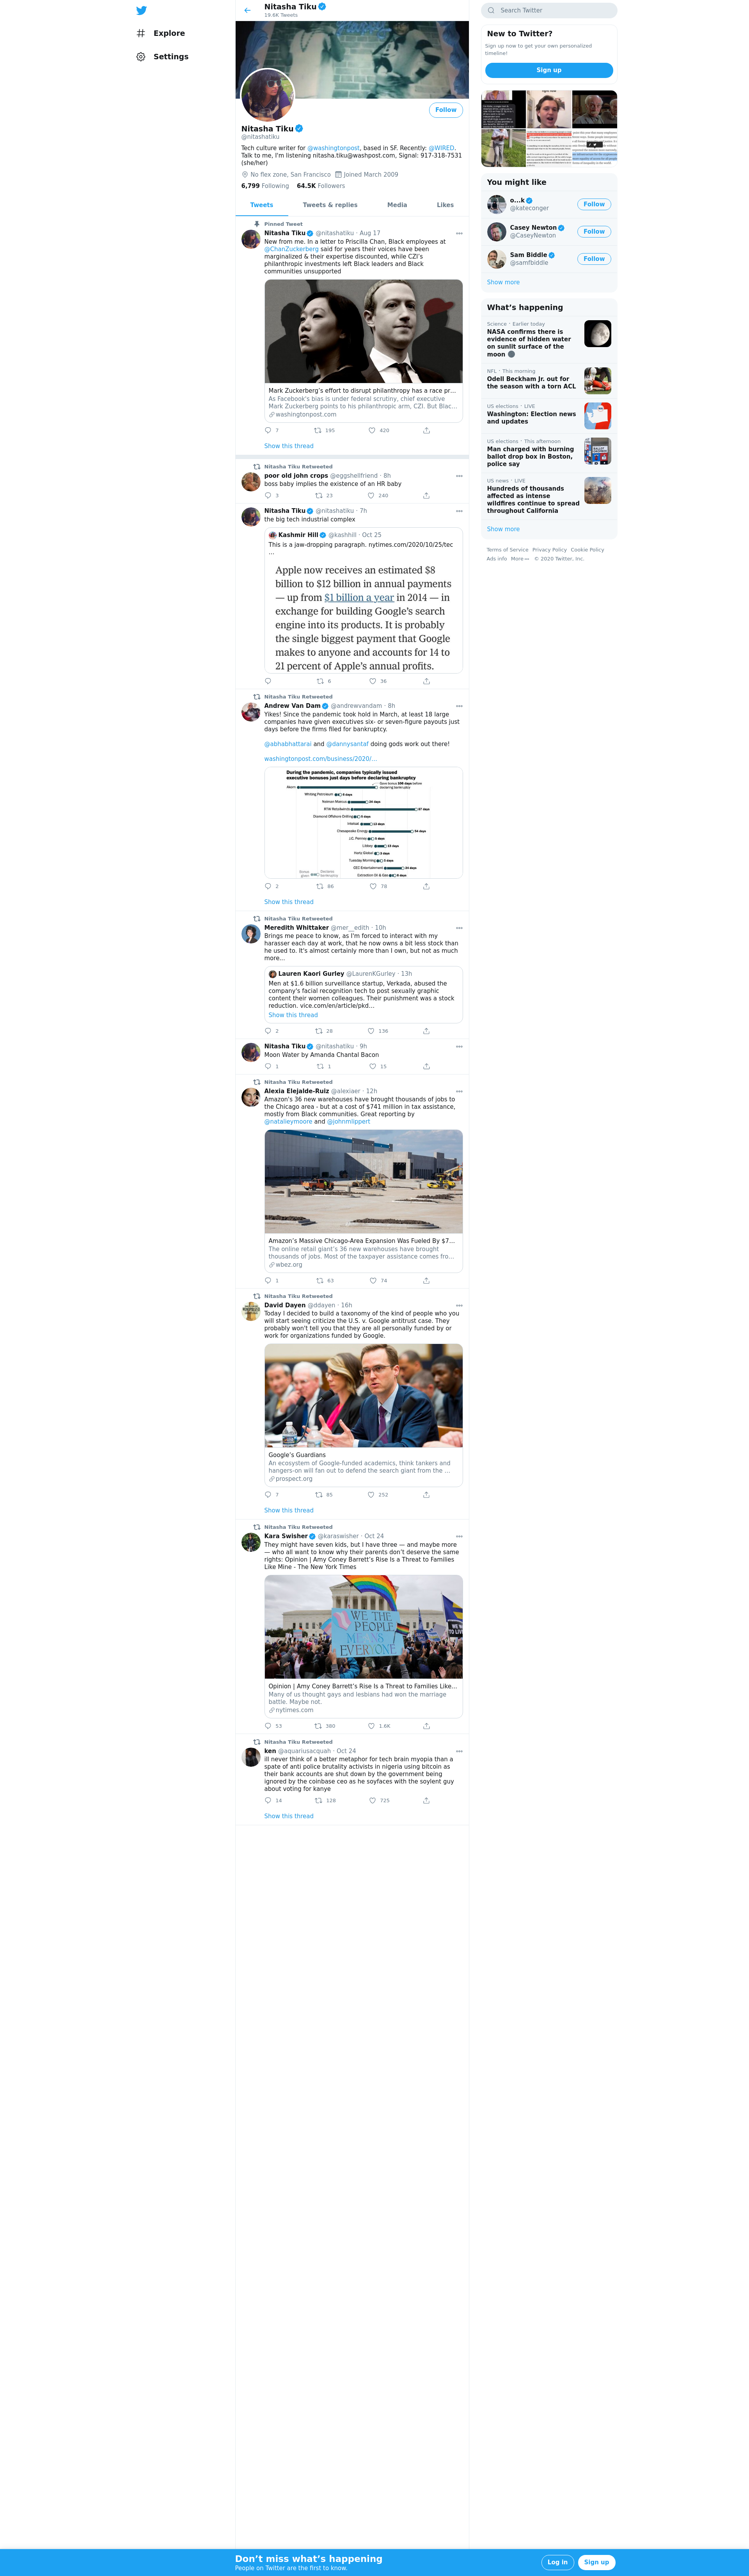 Explore
Settings
Nitasha Tiku
19.6K Tweets
Follow
Nitasha Tiku
@nitashatiku
Tech culture writer for @washingtonpost, based in SF. Recently: @WIRED.
Talk to me, I'm listening nitasha.tiku@washpost.com, Signal: 917-318-7531
(she/her)
No flex zone, San Francisco Joined March 2009
6,799 Following 64.5K Followers
Tweets Tweets & replies Media Likes
Pinned Tweet
Nitasha Tiku @nitashatiku · Aug 17
New from me. In a letter to Priscilla Chan, Black employees at
@ChanZuckerberg said for years their voices have been
marginalized & their expertise discounted, while CZI's
philanthropic investments left Black leaders and Black
communities unsupported
Mark Zuckerberg's effort to disrupt philanthropy has a race pr...
As Facebook's bias is under federal scrutiny, chief executive
Mark Zuckerberg points to his philanthropic arm, CZI. But Blac...
washingtonpost.com
7 195 420
Show this thread
Nitasha Tiku Retweeted
poor old john crops @eggshellfriend · 8h
boss baby implies the existence of an HR baby
3 23 240
Nitasha Tiku @nitashatiku · 7h
the big tech industrial complex
Kashmir Hill @kashhill · Oct 25
This is a jaw-dropping paragraph. nytimes.com/2020/10/25/tec
...
Apple now receives an estimated $8
billion to $12 billion in annual payments
— up from $1 billion a year in 2014 — in
exchange for building Google's search
engine into its products. It is probably
the single biggest payment that Google
makes to anyone and accounts for 14 to
21 percent of Apple's annual profits.
6 36
Nitasha Tiku Retweeted
Andrew Van Dam @andrewvandam · 8h
Yikes! Since the pandemic took hold in March, at least 18 large
companies have given executives six- or seven-figure payouts just
days before the firms filed for bankruptcy.
@abhabhattarai and @dannysantaf doing gods work out there!
washingtonpost.com/business/2020/...
During the pandemic, companies typically issued
executive bonuses just days before declaring bankruptcy
Whiting Petroleum
Neiman Marcus
Diamond Offshore Drilling
Intelsat
Chesapeake Energy
J.C. Penney
Libbey
Hertz Global
Tuesday Morning
GEC Entertainment
Extraction Oil & Gas
2 86 78
Show this thread
Nitasha Tiku Retweeted
Meredith Whittaker @mer__edith · 10h
Brings me peace to know, as I'm forced to interact with my
harasser each day at work, that he now owns a bit less stock than
he used to. It's almost certainly more than I own, but not as much
more...
Lauren Kaori Gurley @LaurenKGurley · 13h
Men at $1.6 billion surveillance startup, Verkada, abused the
company's facial recognition tech to post sexually graphic
content their women colleagues. Their punishment was a stock
reduction. vice.com/en/article/pkd...
Show this thread
2 28 136
Nitasha Tiku @nitashatiku · 9h
Moon Water by Amanda Chantal Bacon
1 1 15
Nitasha Tiku Retweeted
Alexia Elejalde-Ruiz @alexiaer · 12h
Amazon's 36 new warehouses have brought thousands of jobs to
the Chicago area - but at a cost of $741 million in tax assistance,
mostly from Black communities. Great reporting by
@natalieymoore and @johnmlippert
Amazon's Massive Chicago-Area Expansion Was Fueled By $7...
The online retail giant's 36 new warehouses have brought
thousands of jobs. Most of the taxpayer assistance comes fro...
wbez.org
1 63 74
Nitasha Tiku Retweeted
David Dayen @ddayen · 16h
Today I decided to build a taxonomy of the kind of people who you
will start seeing criticize the U.S. v. Google antitrust case. They
probably won't tell you that they are all personally funded by or
work for organizations funded by Google.
Google's Guardians
An ecosystem of Google-funded academics, think tankers and
hangers-on will fan out to defend the search giant from the ...
prospect.org
7 85 252
Show this thread
Nitasha Tiku Retweeted
Kara Swisher @karaswisher · Oct 24
They might have seven kids, but I have three — and maybe more
— who all want to know why their parents don't deserve the same
rights: Opinion | Amy Coney Barrett's Rise Is a Threat to Families
Like Mine - The New York Times
WE THE
PEOPLE
MEANS
EVERYONE
Opinion | Amy Coney Barrett's Rise Is a Threat to Families Like...
Many of us thought gays and lesbians had won the marriage
battle. Maybe not.
nytimes.com
53 390 1.6K
Nitasha Tiku Retweeted
ken @aquariusacquah · Oct 24
ill never think of a better metaphor for tech brain myopia than a
spate of anti police brutality activists in nigeria using bitcoin as
their bank accounts are shut down by the government being
ignored by the coinbase ceo as he soyfaces with the soylent guy
about voting for kanye
14 128 725
Show this thread
Search Twitter
New to Twitter?
Sign up now to get your own personalized
timeline!
Sign up
You might like
o...k
@kateconger
Follow
Casey Newton
@CaseyNewton
Follow
Sam Biddle
@samfbiddle
Follow
Show more
What's happening
Science · Earlier today
NASA confirms there is
evidence of hidden water
on sunlit surface of the
moon
NFL · This morning
Odell Beckham Jr. out for
the season with a torn ACL
US elections · LIVE
Washington: Election news
and updates
US elections · This afternoon
Man charged with burning
ballot drop box in Boston,
police say
US news · LIVE
Hundreds of thousands
affected as intense
wildfires continue to spread
throughout California
Show more
Terms of Service Privacy Policy Cookie Policy
Ads info More © 2020 Twitter, Inc.
Don't miss what's happening
People on Twitter are the first to know.
Log in Sign up